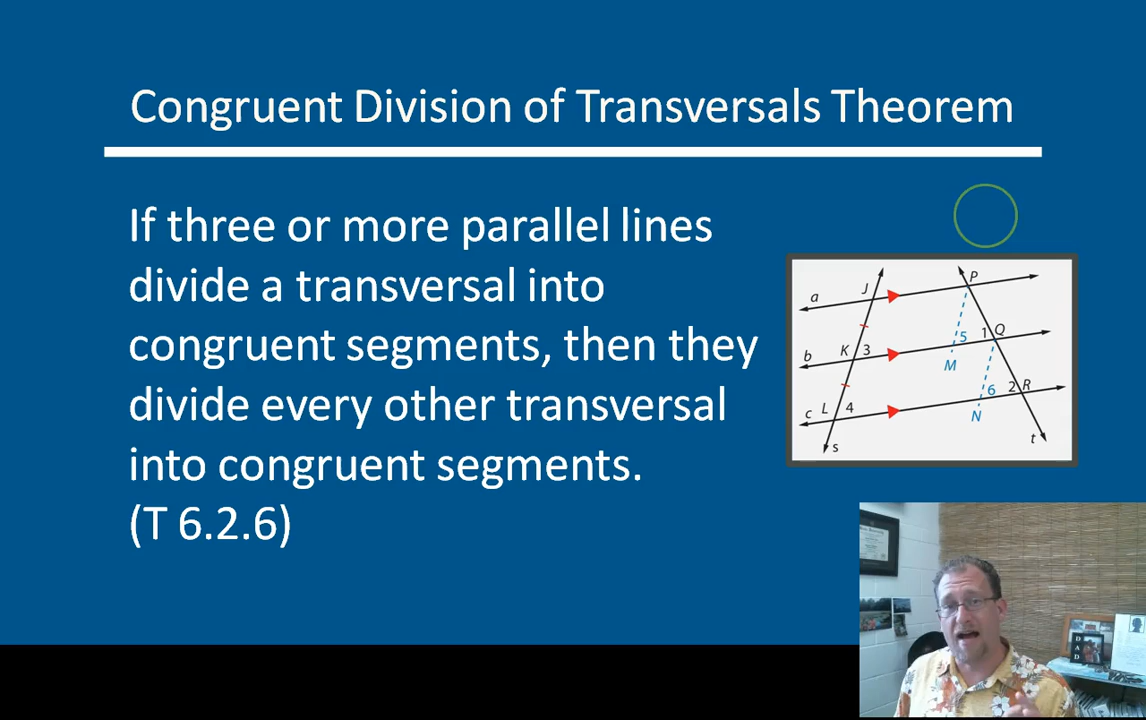 Congruent Division of Transversals Theorem
If three or more parallel lines
divide a transversal into
congruent segments, then they
divide every other transversal
into congruent segments.
(T 6.2.6)
J P
a
K 3 5 1 Q
b M
c L 4 6 2 R
N
s t
DAD